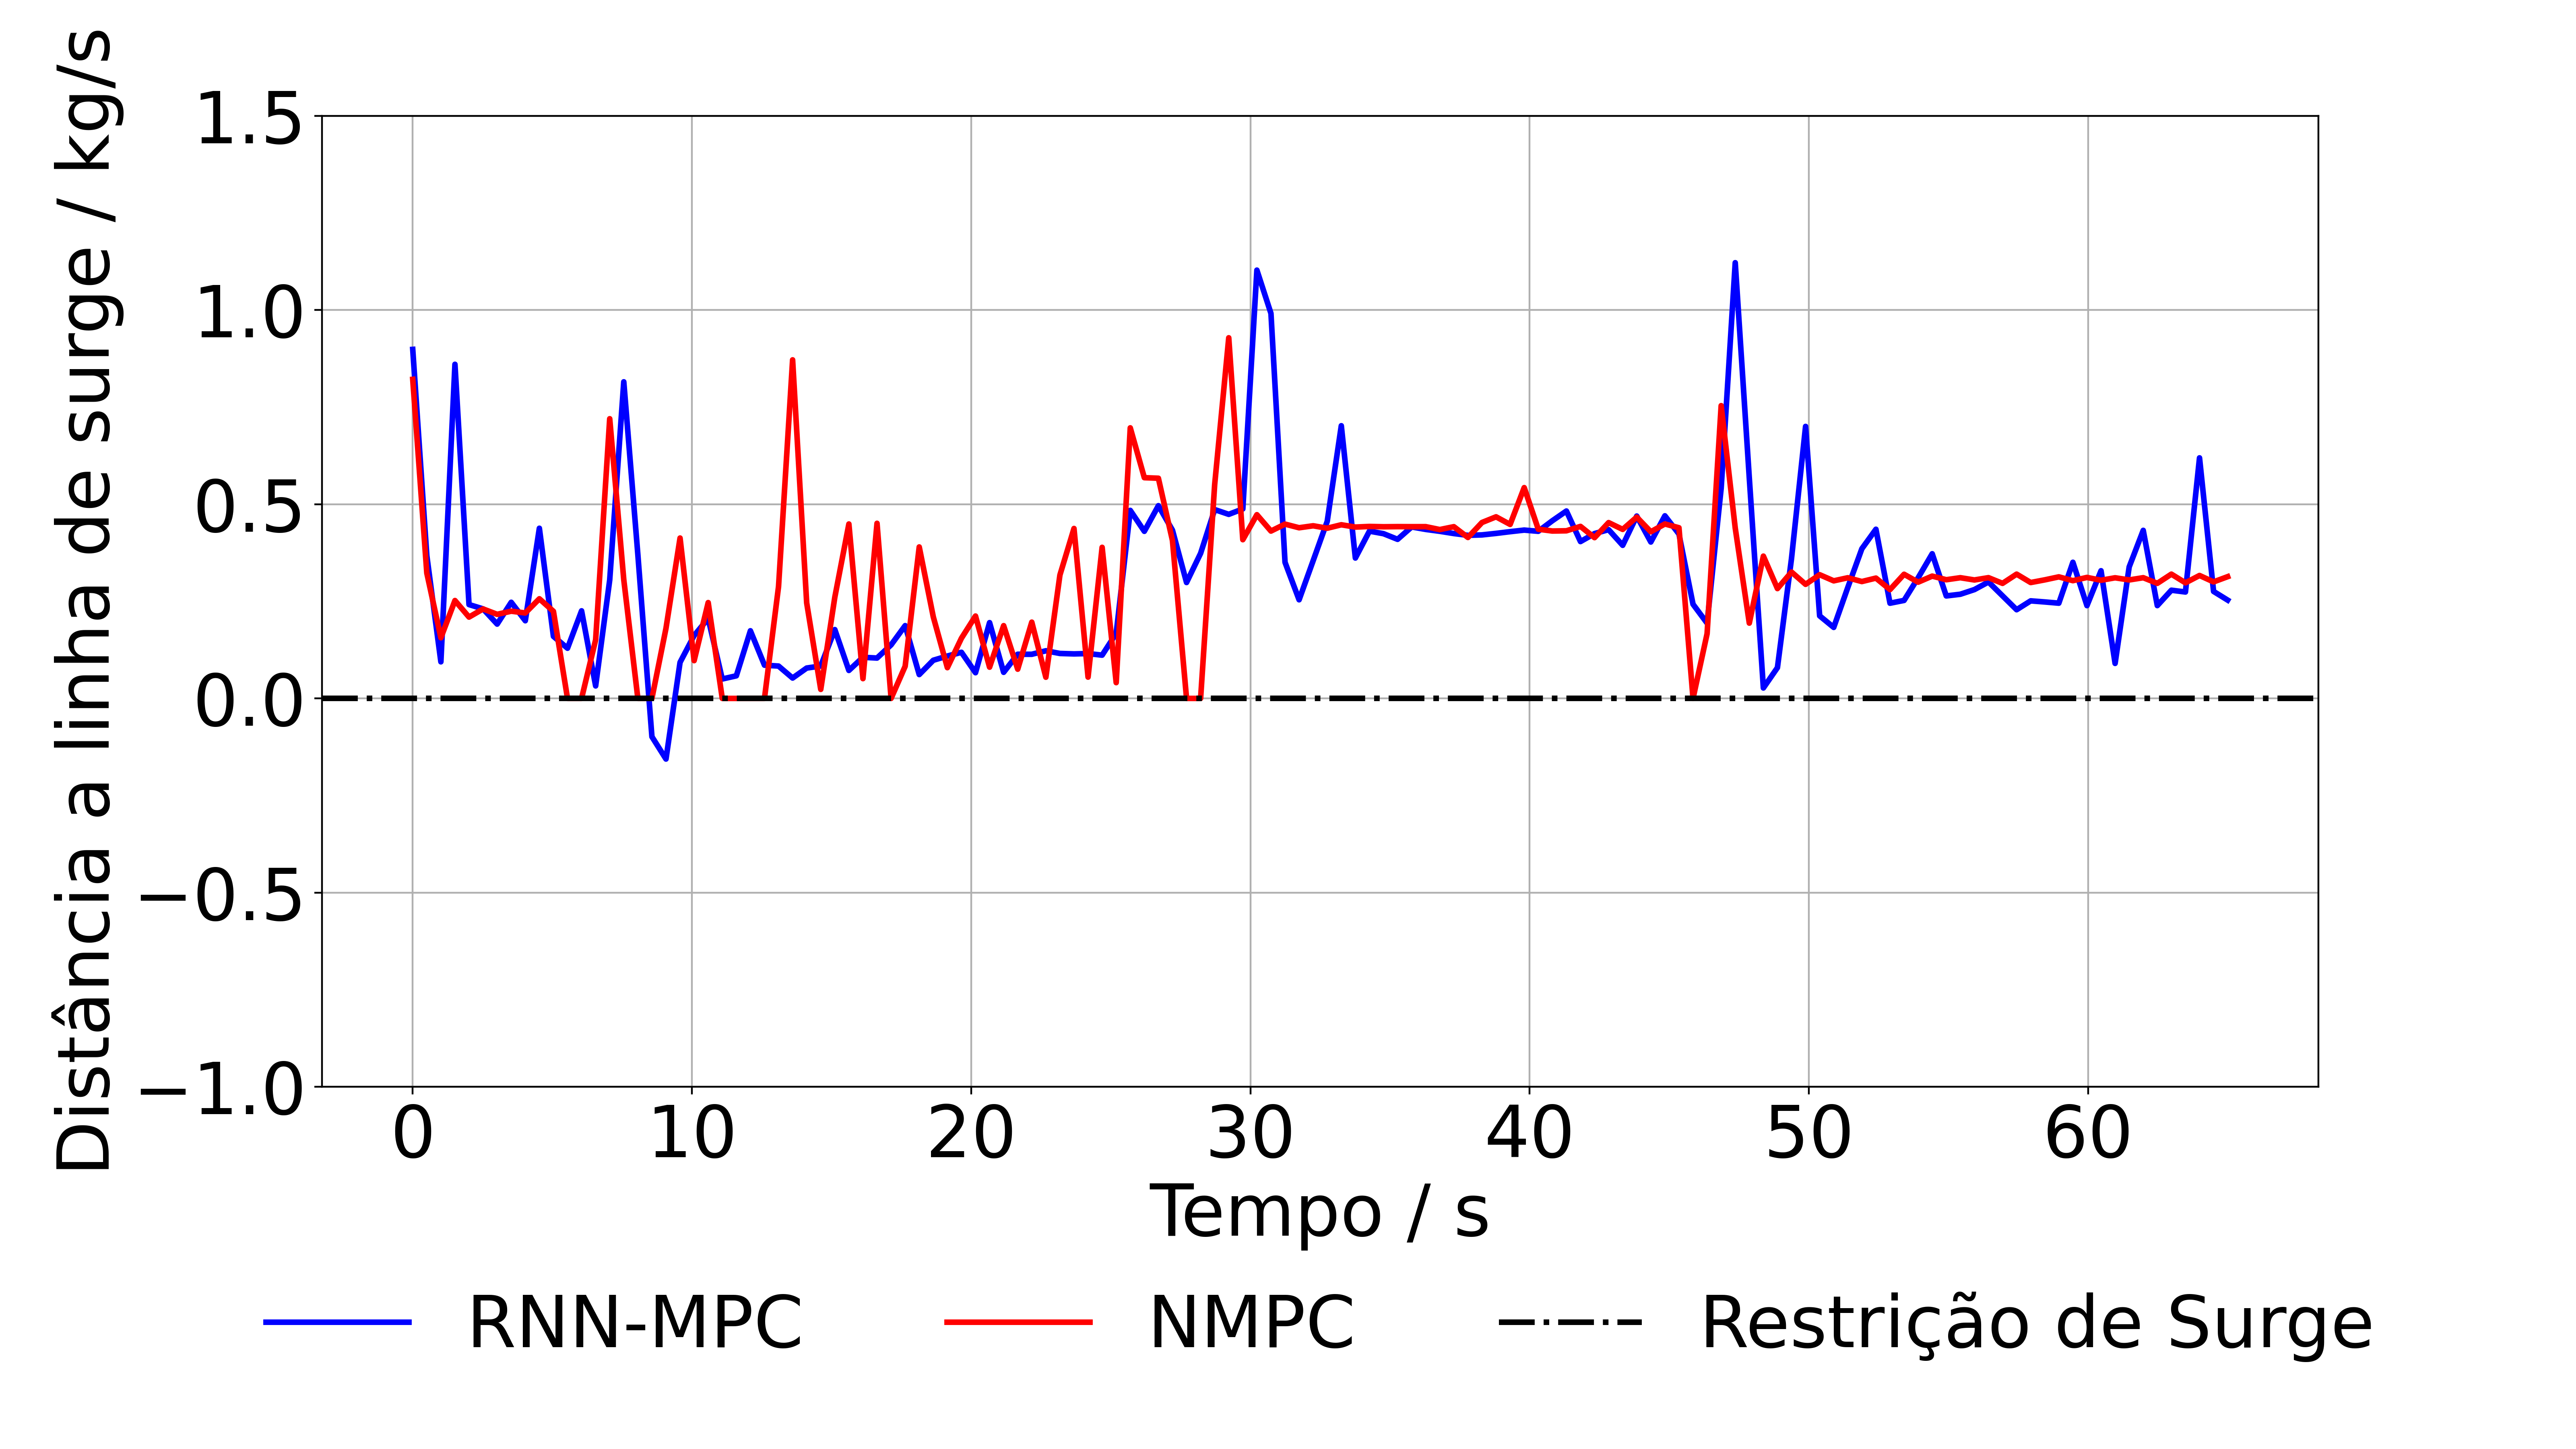 Distância a linha de surge / kg/s
1.5
1.0
0.5
0.0
−0.5
−1.0
0 10 20 30 40 50 60
Tempo / s
RNN-MPC NMPC Restrição de Surge